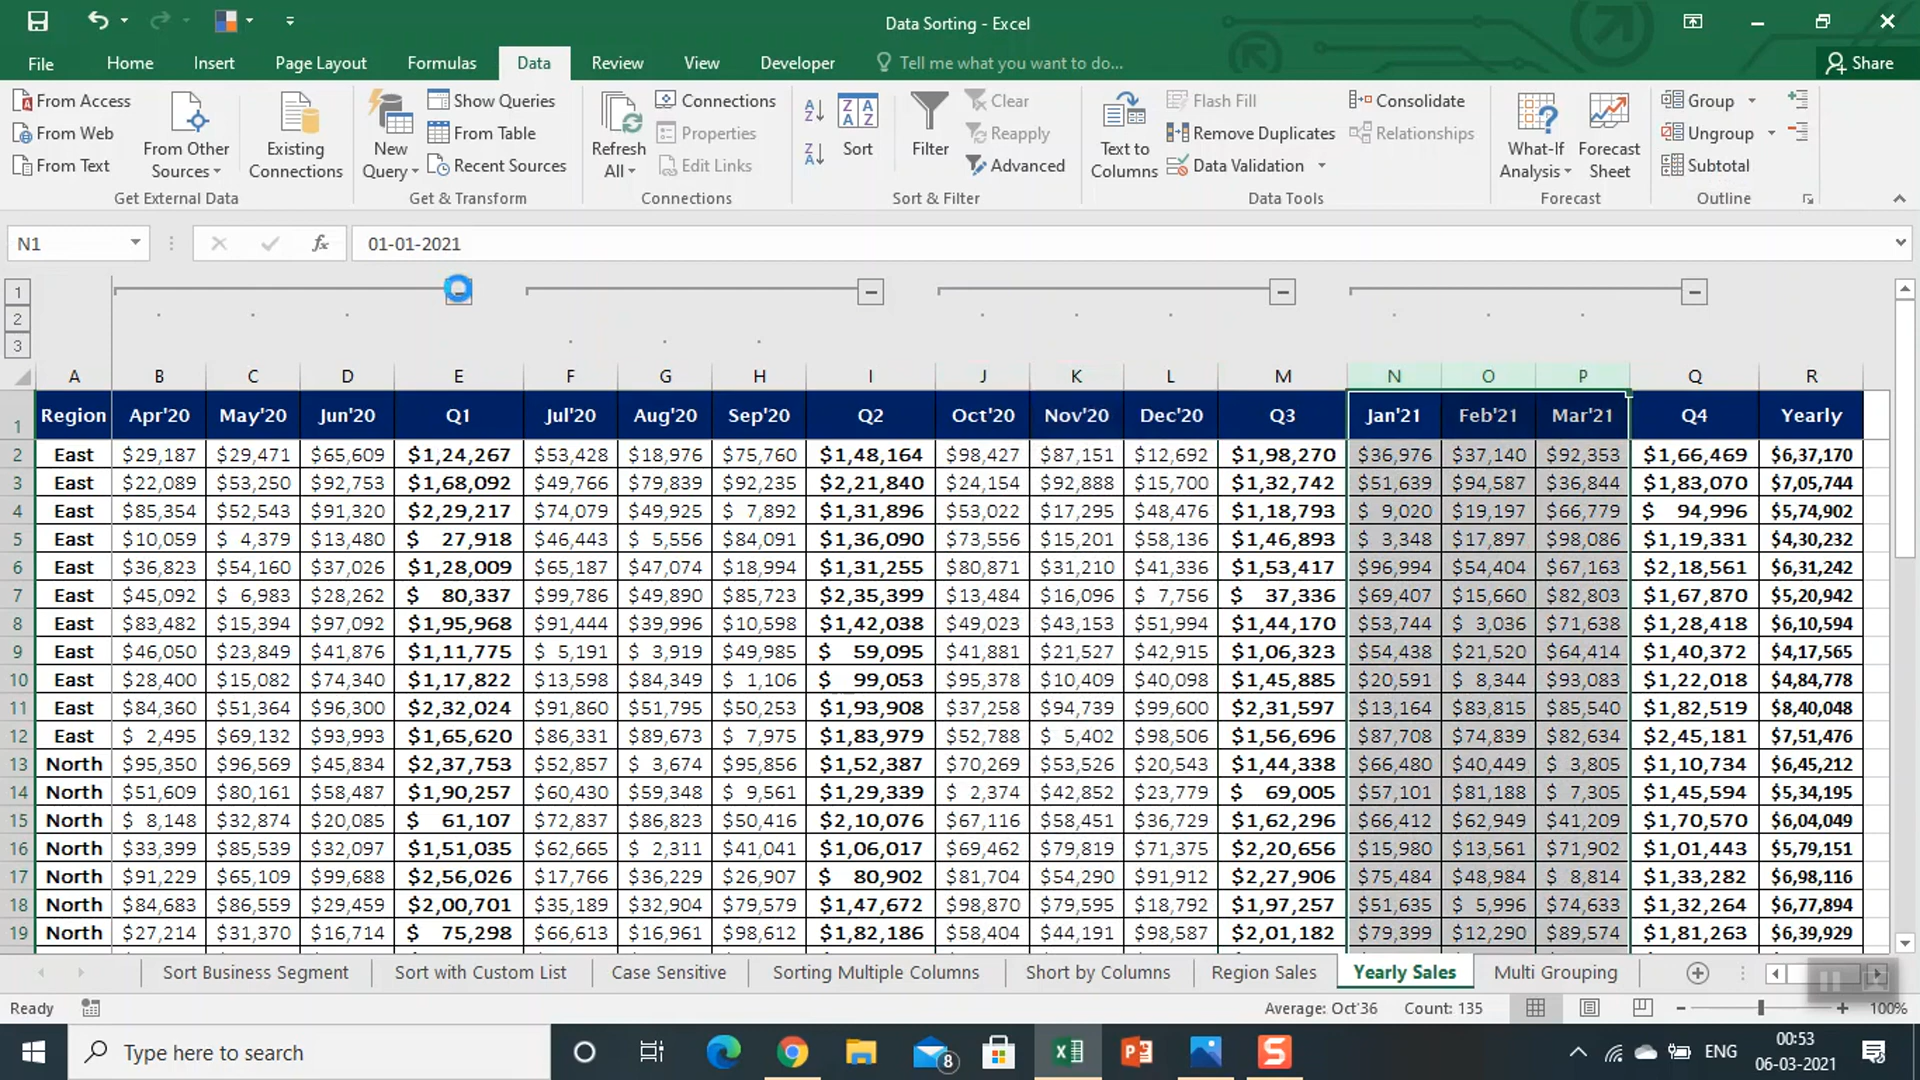 Data Sorting - Excel
File Home Insert Page Layout Formulas Data Review View Developer Tell me what you want to do... Share
From Access
From Web
From Text
From Other Sources
Existing Connections
Get External Data
New Query
Show Queries
From Table
Recent Sources
Get & Transform
Refresh All
Connections
Properties
Edit Links
Connections
Sort
Filter
Clear
Reapply
Advanced
Sort & Filter
Text to Columns
Flash Fill
Remove Duplicates
Data Validation
Consolidate
Relationships
Data Tools
What-If Analysis
Forecast Sheet
Forecast
Group
Ungroup
Subtotal
Outline
N1 fx 01-01-2021
1
2
3
A B C D E F G H I J K L M N O P Q R
1 Region Apr'20 May'20 Jun'20 Q1 Jul'20 Aug'20 Sep'20 Q2 Oct'20 Nov'20 Dec'20 Q3 Jan'21 Feb'21 Mar'21 Q4 Yearly
2 East $29,187 $29,471 $65,609 $1,24,267 $53,428 $18,976 $75,760 $1,48,164 $98,427 $87,151 $12,692 $1,98,270 $36,976 $37,140 $92,353 $1,66,469 $6,37,170
3 East $22,089 $53,250 $92,753 $1,68,092 $49,766 $79,839 $92,235 $2,21,840 $24,154 $92,888 $15,700 $1,32,742 $51,639 $94,587 $36,844 $1,83,070 $7,05,744
4 East $85,354 $52,543 $91,320 $2,29,217 $74,079 $49,925 $ 7,892 $1,31,896 $53,022 $17,295 $48,476 $1,18,793 $ 9,020 $19,197 $66,779 $ 94,996 $5,74,902
5 East $10,059 $ 4,379 $13,480 $ 27,918 $46,443 $ 5,556 $84,091 $1,36,090 $73,556 $15,201 $58,136 $1,46,893 $ 3,348 $17,897 $98,086 $1,19,331 $4,30,232
6 East $36,823 $54,160 $37,026 $1,28,009 $65,187 $47,074 $18,994 $1,31,255 $80,871 $31,210 $41,336 $1,53,417 $96,994 $54,404 $67,163 $2,18,561 $6,31,242
7 East $45,092 $ 6,983 $28,262 $ 80,337 $99,786 $49,890 $85,723 $2,35,399 $13,484 $16,096 $ 7,756 $ 37,336 $69,407 $15,660 $82,803 $1,67,870 $5,20,942
8 East $83,482 $15,394 $97,092 $1,95,968 $91,444 $39,996 $10,598 $1,42,038 $49,023 $43,153 $51,994 $1,44,170 $53,744 $ 3,036 $71,638 $1,28,418 $6,10,594
9 East $46,050 $23,849 $41,876 $1,11,775 $ 5,191 $ 3,919 $49,985 $ 59,095 $41,881 $21,527 $42,915 $1,06,323 $54,438 $21,520 $64,414 $1,40,372 $4,17,565
10 East $28,400 $15,082 $74,340 $1,17,822 $13,598 $84,349 $ 1,106 $ 99,053 $95,378 $10,409 $40,098 $1,45,885 $20,591 $ 8,344 $93,083 $1,22,018 $4,84,778
11 East $84,360 $51,364 $96,300 $2,32,024 $91,860 $51,795 $50,253 $1,93,908 $37,258 $94,739 $99,600 $2,31,597 $13,164 $83,815 $85,540 $1,82,519 $8,40,048
12 East $ 2,495 $69,132 $93,993 $1,65,620 $86,331 $89,673 $ 7,975 $1,83,979 $52,788 $ 5,402 $98,506 $1,56,696 $87,708 $74,839 $82,634 $2,45,181 $7,51,476
13 North $95,350 $96,569 $45,834 $2,37,753 $52,857 $ 3,674 $95,856 $1,52,387 $70,269 $53,526 $20,543 $1,44,338 $66,480 $40,449 $ 3,805 $1,10,734 $6,45,212
14 North $51,609 $80,161 $58,487 $1,90,257 $60,430 $59,348 $ 9,561 $1,29,339 $ 2,374 $42,852 $23,779 $ 69,005 $57,101 $81,188 $ 7,305 $1,45,594 $5,34,195
15 North $ 8,148 $32,874 $20,085 $ 61,107 $72,837 $86,823 $50,416 $2,10,076 $67,116 $58,451 $36,729 $1,62,296 $66,412 $62,949 $41,209 $1,70,570 $6,04,049
16 North $33,399 $85,539 $32,097 $1,51,035 $62,665 $ 2,311 $41,041 $1,06,017 $69,462 $79,819 $71,375 $2,20,656 $15,980 $13,561 $71,902 $1,01,443 $5,79,151
17 North $91,229 $65,109 $99,688 $2,56,026 $17,766 $36,229 $26,907 $ 80,902 $81,704 $54,290 $91,912 $2,27,906 $75,484 $48,984 $ 8,814 $1,33,282 $6,98,116
18 North $84,683 $86,559 $29,459 $2,00,701 $35,189 $32,904 $79,579 $1,47,672 $98,870 $79,595 $18,792 $1,97,257 $51,635 $ 5,996 $74,633 $1,32,264 $6,77,894
19 North $27,214 $31,370 $16,714 $ 75,298 $66,613 $16,961 $98,612 $1,82,186 $58,404 $44,191 $98,587 $2,01,182 $79,399 $12,290 $89,574 $1,81,263 $6,39,929
Sort Business Segment Sort with Custom List Case Sensitive Sorting Multiple Columns Short by Columns Region Sales Yearly Sales Multi Grouping
Ready Average: Oct'36 Count: 135 100%
Type here to search 8 ENG 00:53
06-03-2021